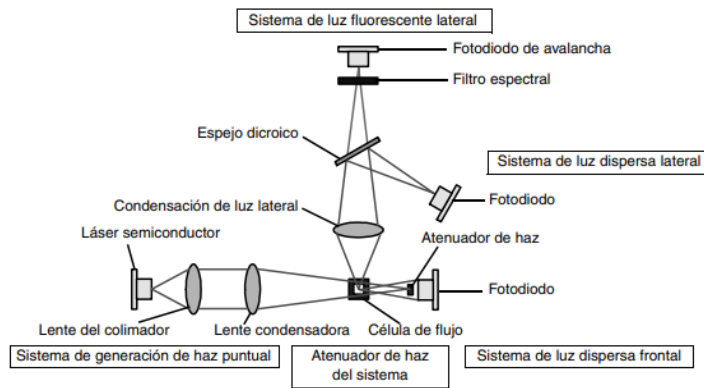 Sistema de luz fluorescente lateral
Fotodiodo de avalancha
Filtro espectral
Espejo dicroico
Sistema de luz dispersa lateral
Fotodiodo
Condensación de luz lateral
Atenuador de haz
Láser semiconductor
Fotodiodo
Lente del colimador
Lente condensadora
Célula de flujo
Sistema de generación de haz puntual
Atenuador de haz
del sistema
Sistema de luz dispersa frontal